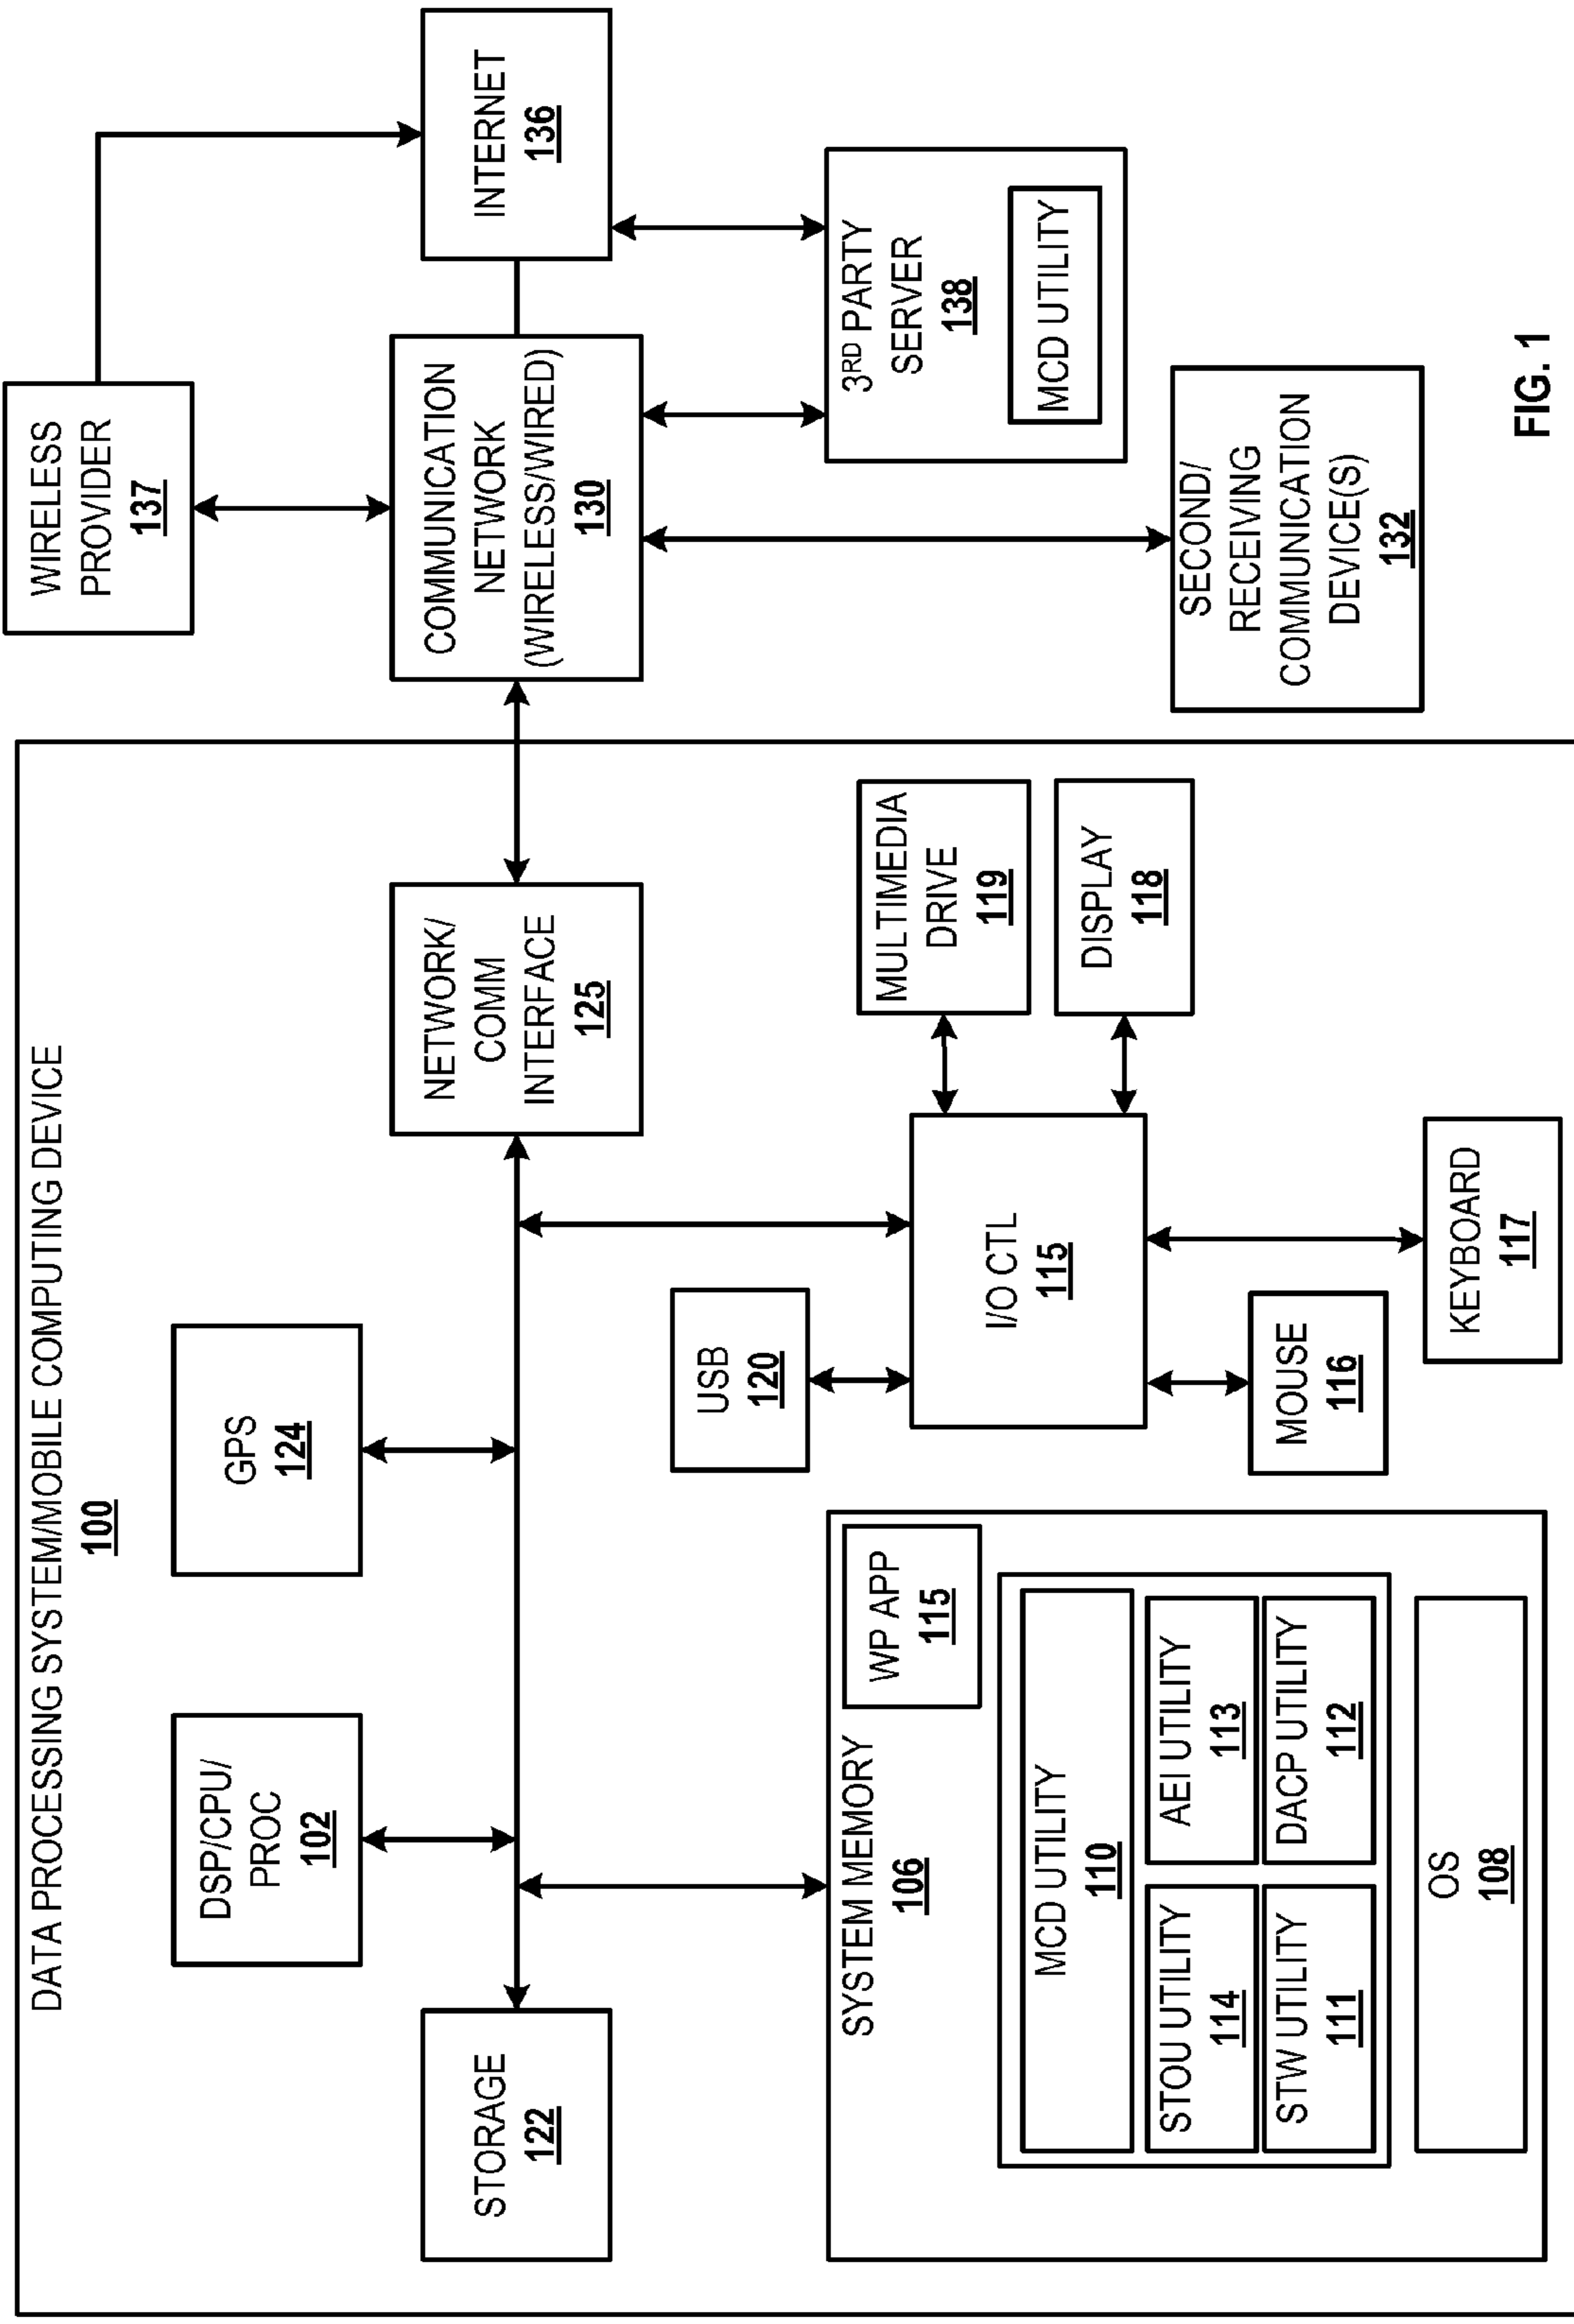 DATA PROCESSING SYSTEM/MOBILE COMPUTING DEVICE
100
DSP/CPU/
PROC
102
GPS
124
STORAGE
122
NETWORK/
COMM
INTERFACE
125
SYSTEM MEMORY
106
WP APP
115
MCD UTILITY
110
STOU UTILITY
114
AEI UTILITY
113
STW UTILITY
111
DACP UTILITY
112
OS
108
USB
120
I/O CTL
115
MOUSE
116
KEYBOARD
117
MULTIMEDIA
DRIVE
119
DISPLAY
118
WIRELESS
PROVIDER
137
COMMUNICATION
NETWORK
(WIRELESS/WIRED)
130
INTERNET
136
3RD PARTY
SERVER
138
MCD UTILITY
SECOND/
RECEIVING
COMMUNICATION
DEVICE(S)
132
FIG. 1